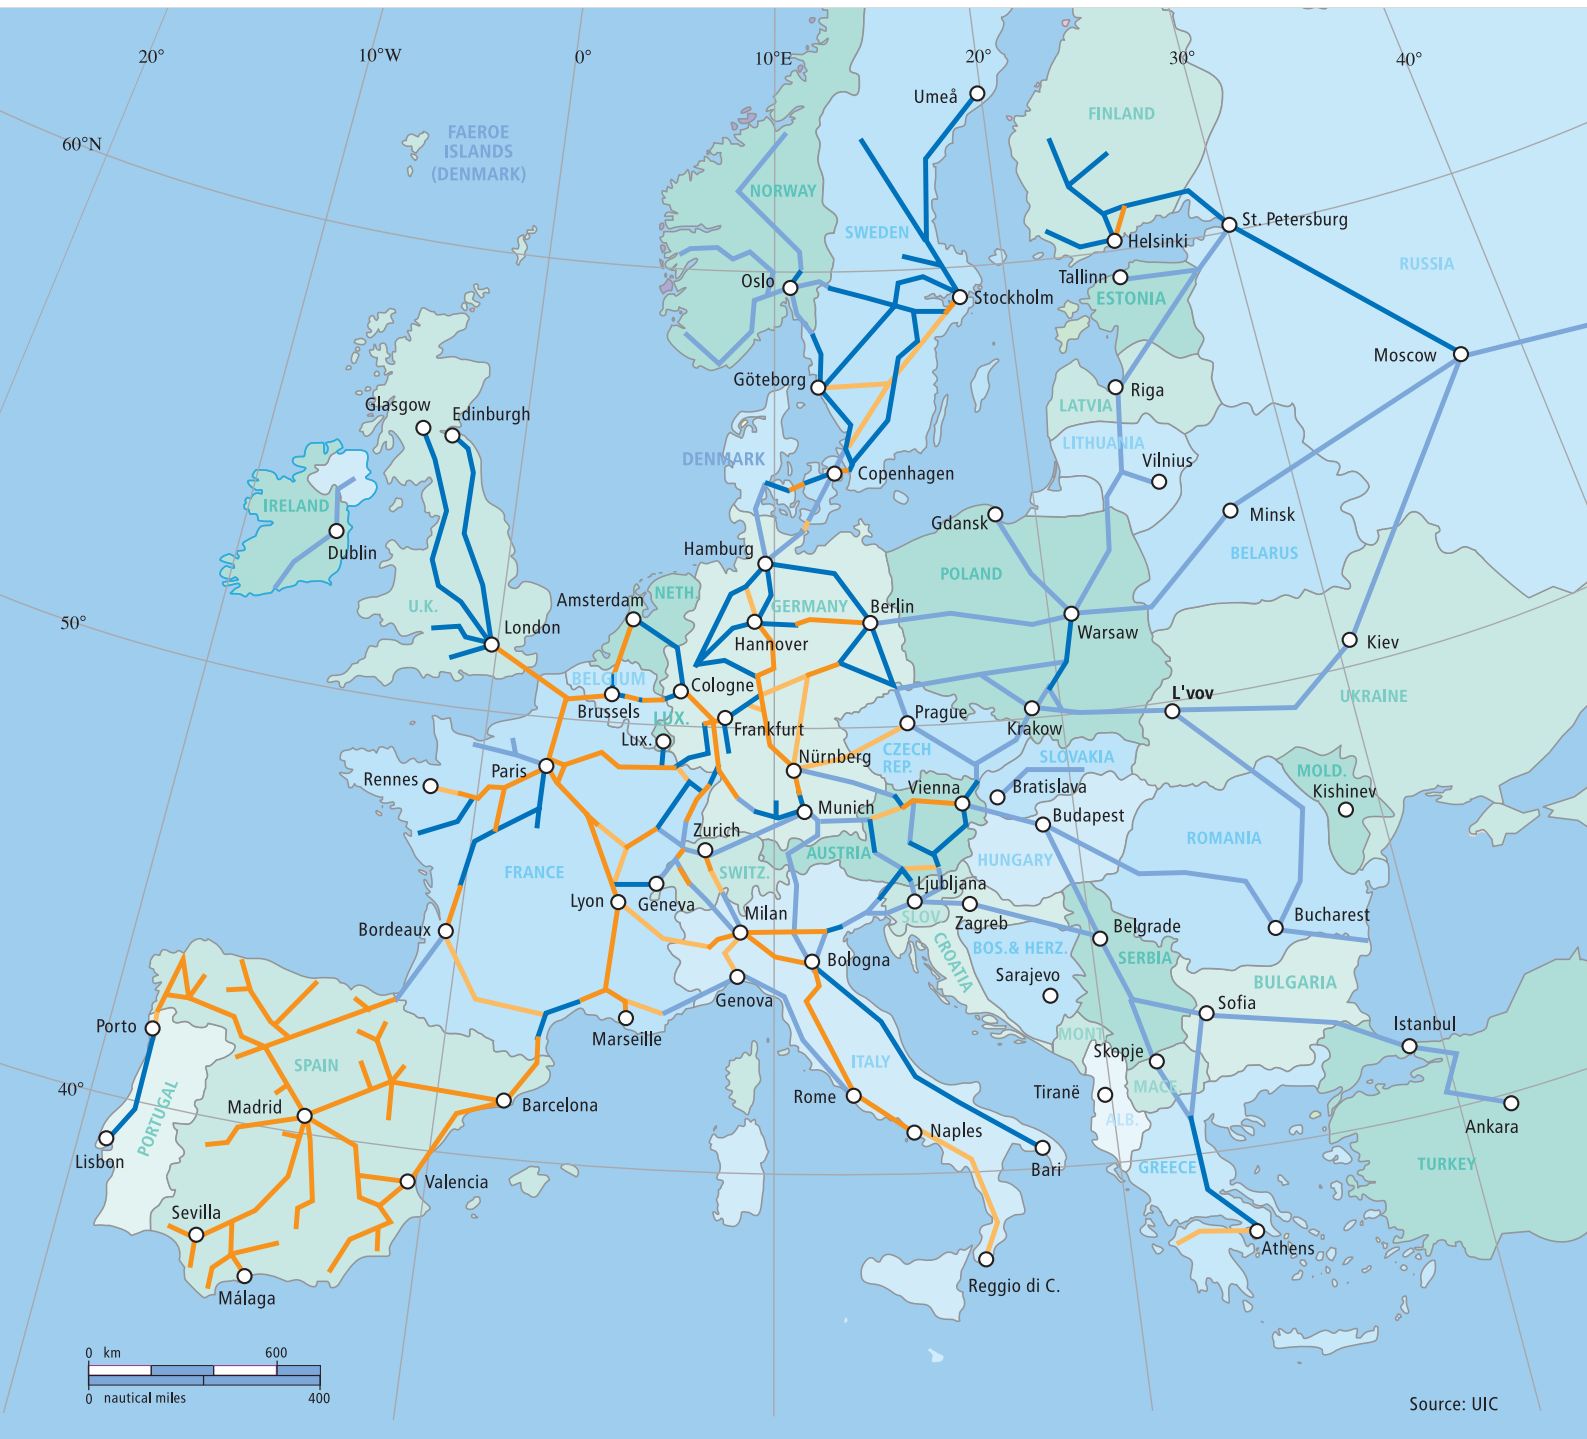 20°
10°W
0°
10°E
20°
30°
40°
60°N
50°
40°
FAEROE
ISLANDS
(DENMARK)
Umeå
FINLAND
NORWAY
SWEDEN
St. Petersburg
Helsinki
RUSSIA
Oslo
Tallinn
ESTONIA
Stockholm
Moscow
Göteborg
Riga
LATVIA
Glasgow
Edinburgh
LITHUANIA
Vilnius
DENMARK
Copenhagen
IRELAND
Dublin
Gdansk
Minsk
BELARUS
Hamburg
POLAND
U.K.
Amsterdam
NETH.
GERMANY
Berlin
London
Hannover
Warsaw
Kiev
BELGIUM
Cologne
Brussels
LUX.
Lux.
Frankfurt
Prague
Krakow
L'vov
UKRAINE
Rennes
Paris
Nürnberg
CZECH
REP.
SLOVAKIA
MOLD.
Kishinev
Munich
Vienna
Bratislava
Budapest
Zurich
AUSTRIA
HUNGARY
ROMANIA
FRANCE
SWITZ.
Geneva
Lyon
Ljubljana
SLOV
Zagreb
Milan
Bordeaux
Belgrade
Bucharest
BOS.& HERZ.
CROATIA
SERBIA
Bologna
Sarajevo
BULGARIA
Genova
Sofia
Porto
Marseille
MONT
Istanbul
SPAIN
ITALY
Skopje
MACE.
PORTUGAL
Madrid
Barcelona
Rome
Tiranë
ALB.
Ankara
Lisbon
Naples
Bari
GREECE
TURKEY
Valencia
Sevilla
Athens
Málaga
Reggio di C.
0 km 600
0 nautical miles 400
Source: UIC